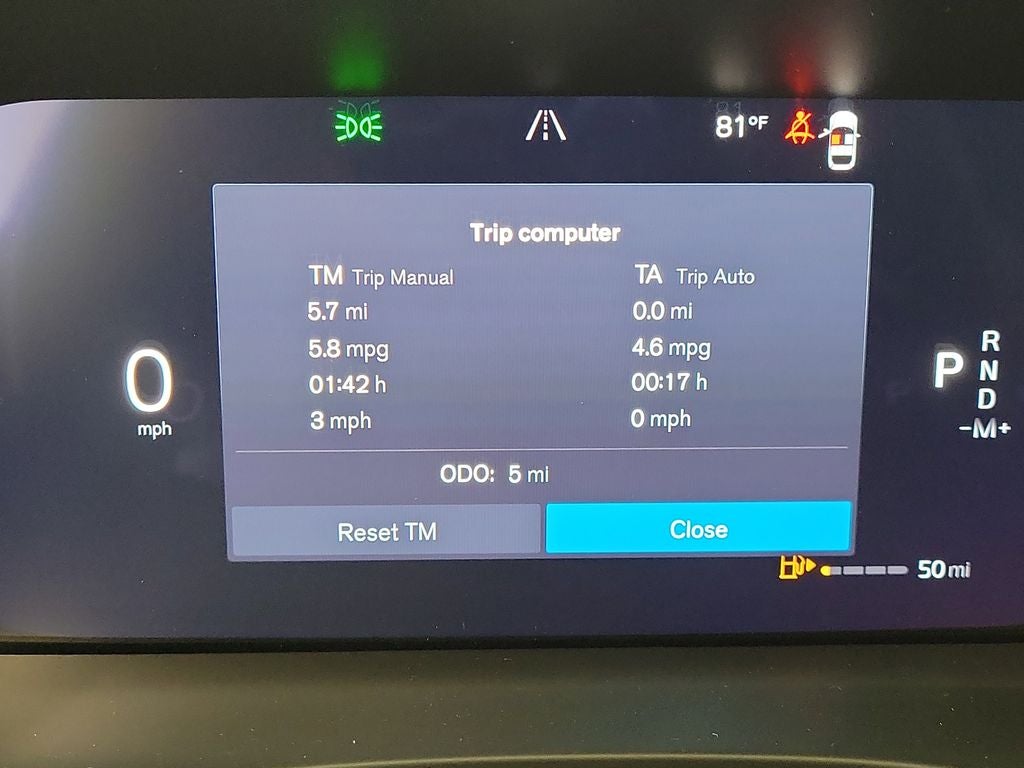 81°F
Trip computer
TM Trip Manual
5.7 mi
5.8 mpg
01:42 h
3 mph
TA Trip Auto
0.0 mi
4.6 mpg
00:17 h
0 mph
ODO: 5 mi
Reset TM
Close
0
mph
P
R
N
D
-M+
50 mi